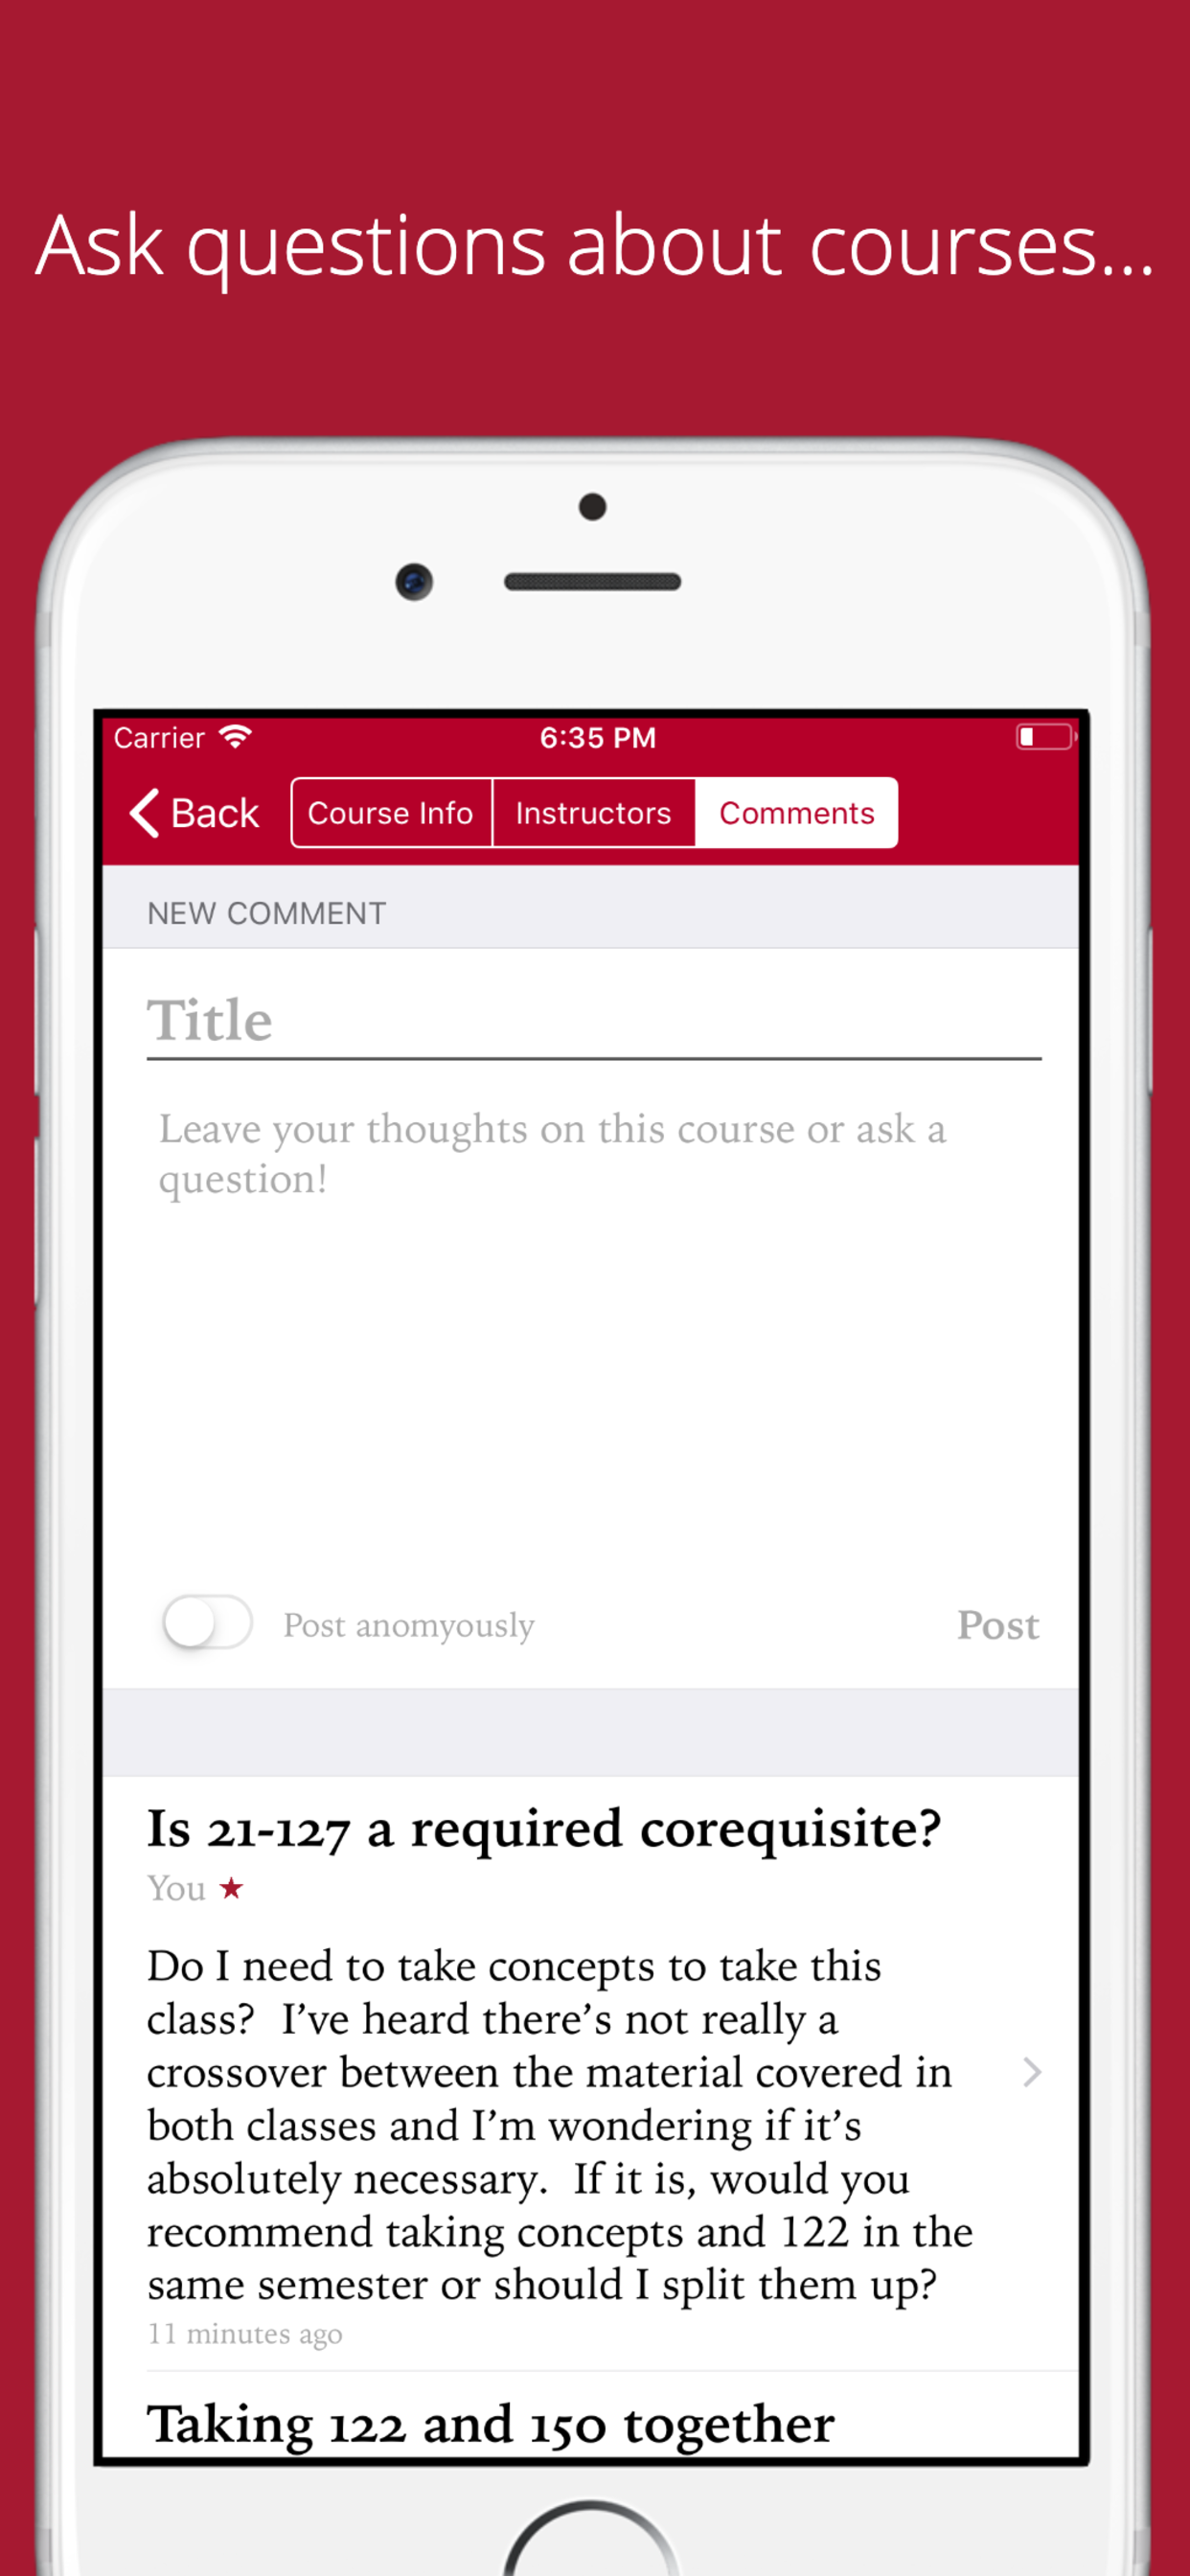 Ask questions about courses...
Carrier
6:35 PM
Back
Course Info
Instructors
Comments
NEW COMMENT
Title
Leave your thoughts on this course or ask a
question!
Post anomyously
Post
Is 21-127 a required corequisite?
You ★
Do I need to take concepts to take this
class?  I’ve heard there’s not really a
crossover between the material covered in
both classes and I’m wondering if it’s
absolutely necessary.  If it is, would you
recommend taking concepts and 122 in the
same semester or should I split them up?
11 minutes ago
Taking 122 and 150 together